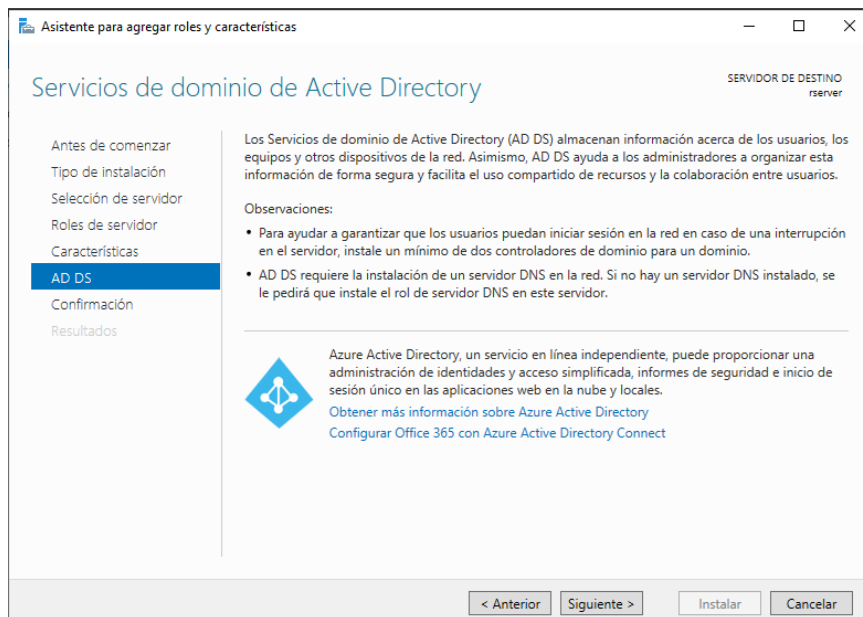 Asistente para agregar roles y características
Servicios de dominio de Active Directory
SERVIDOR DE DESTINO
rserver
Antes de comenzar
Tipo de instalación
Selección de servidor
Roles de servidor
Características
AD DS
Confirmación
Resultados
Los Servicios de dominio de Active Directory (AD DS) almacenan información acerca de los usuarios, los
equipos y otros dispositivos de la red. Asimismo, AD DS ayuda a los administradores a organizar esta
información de forma segura y facilita el uso compartido de recursos y la colaboración entre usuarios.
Observaciones:
• Para ayudar a garantizar que los usuarios puedan iniciar sesión en la red en caso de una interrupción
en el servidor, instale un mínimo de dos controladores de dominio para un dominio.
• AD DS requiere la instalación de un servidor DNS en la red. Si no hay un servidor DNS instalado, se
le pedirá que instale el rol de servidor DNS en este servidor.
Azure Active Directory, un servicio en línea independiente, puede proporcionar una
administración de identidades y acceso simplificada, informes de seguridad e inicio de
sesión único en las aplicaciones web en la nube y locales.
Obtener más información sobre Azure Active Directory
Configurar Office 365 con Azure Active Directory Connect
< Anterior
Siguiente >
Instalar
Cancelar